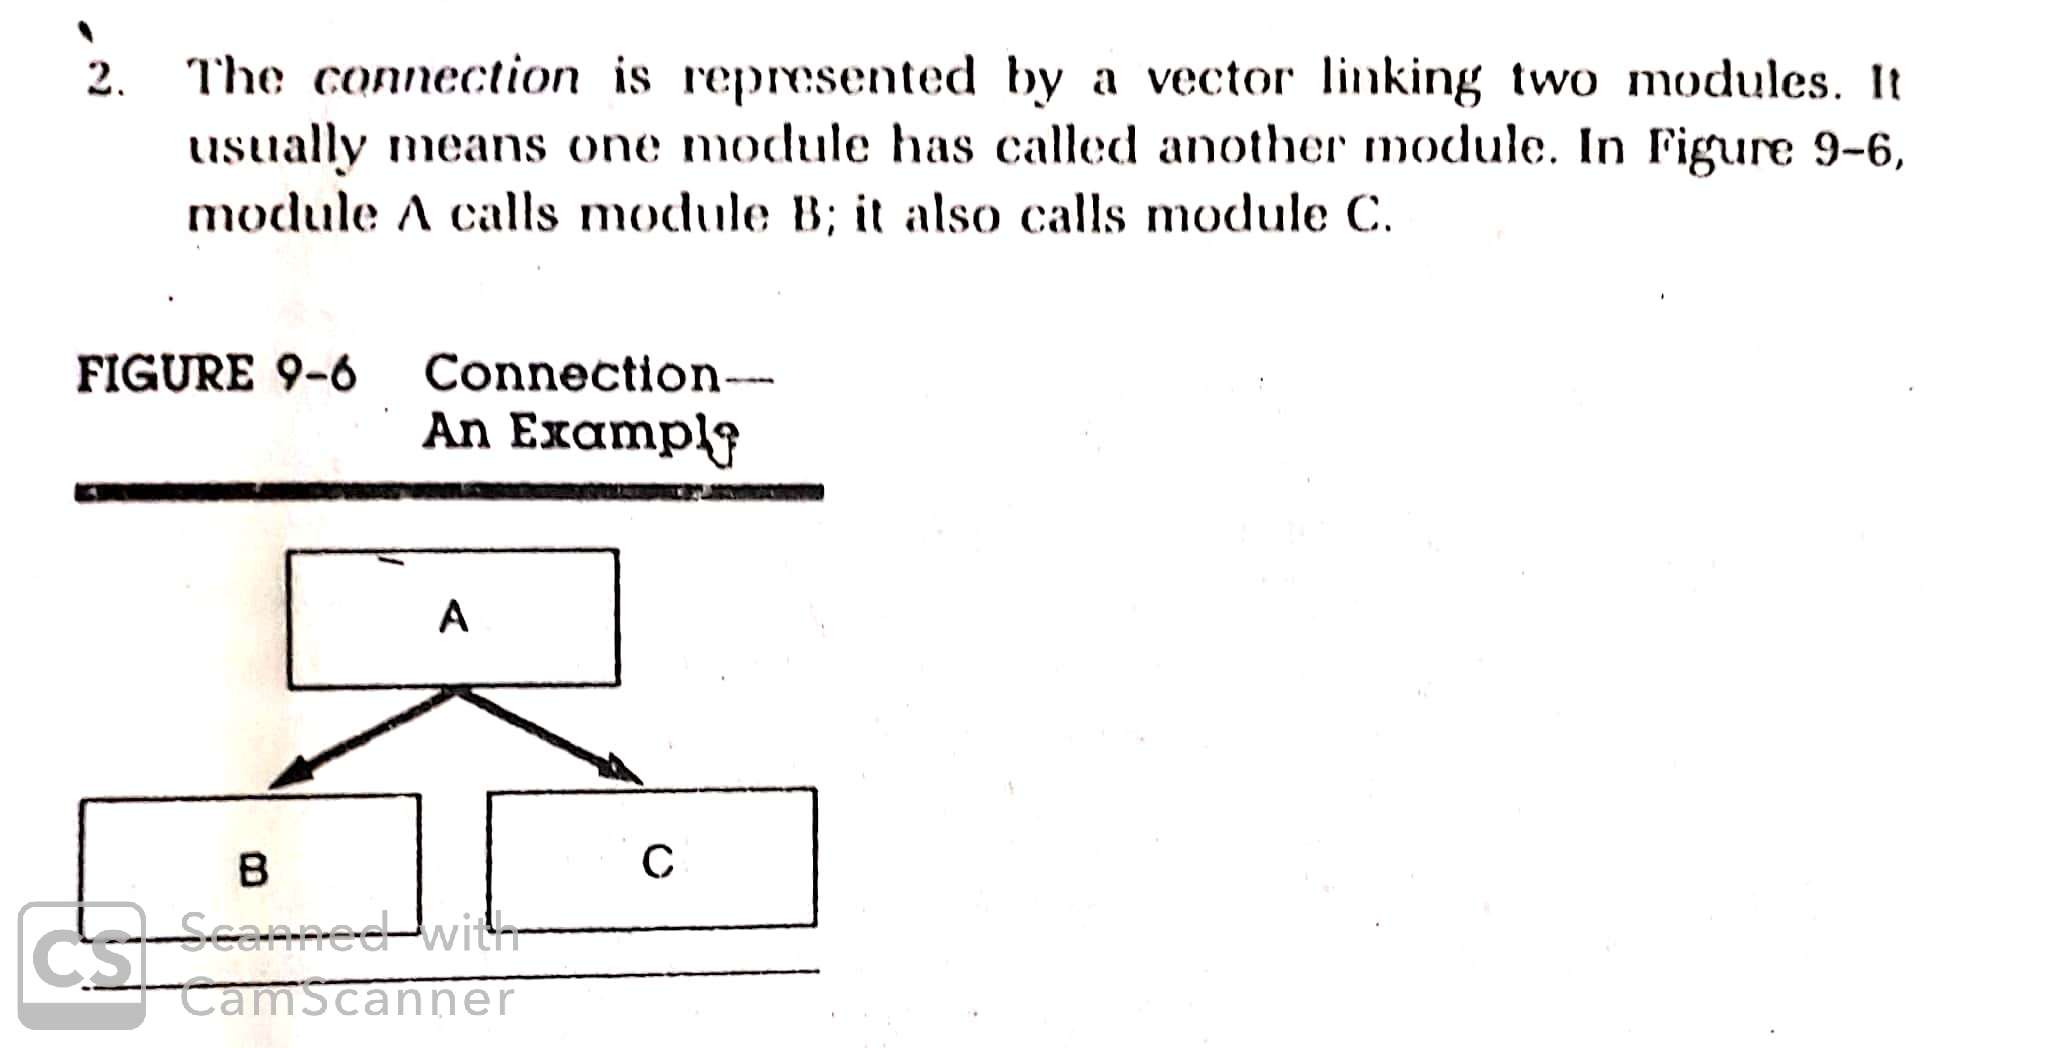 2. The connection is represented by a vector linking two modules. It
usually means one module has called another module. In Figure 9-6,
module A calls module B; it also calls module C.
FIGURE 9-6 Connection—
An Example
A
B
C
CS Scanned with
CamScanner